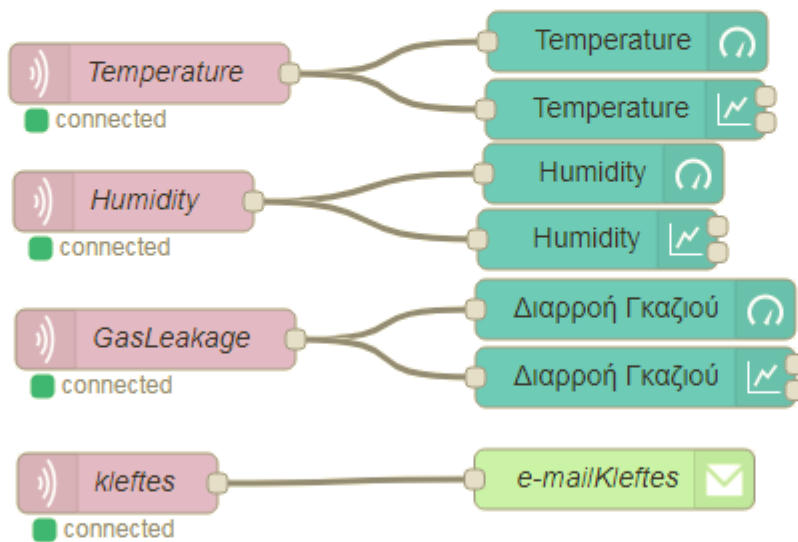 Temperature
connected
Temperature
Temperature
Humidity
connected
Humidity
Humidity
GasLeakage
connected
Διαρροή Γκαζιού
Διαρροή Γκαζιού
kleftes
connected
e-mailKleftes